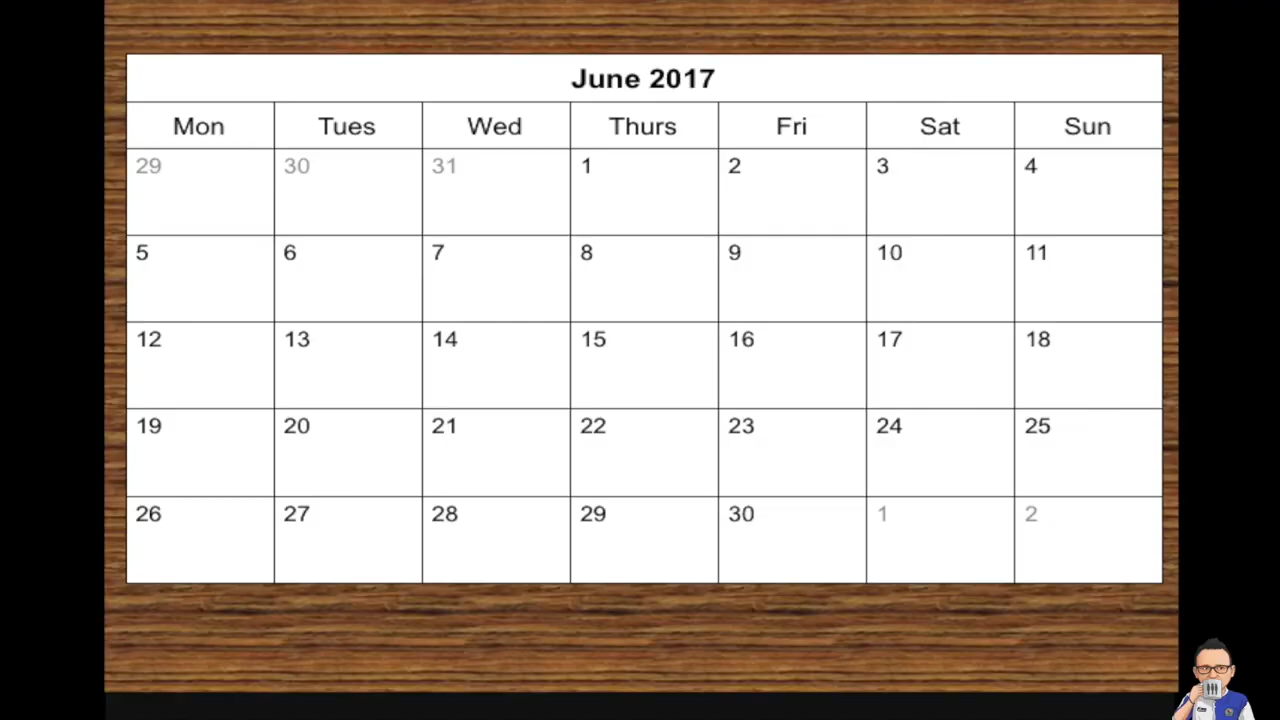 June 2017
Mon Tues Wed Thurs Fri Sat Sun
29 30 31 1 2 3 4
5 6 7 8 9 10 11
12 13 14 15 16 17 18
19 20 21 22 23 24 25
26 27 28 29 30 1 2